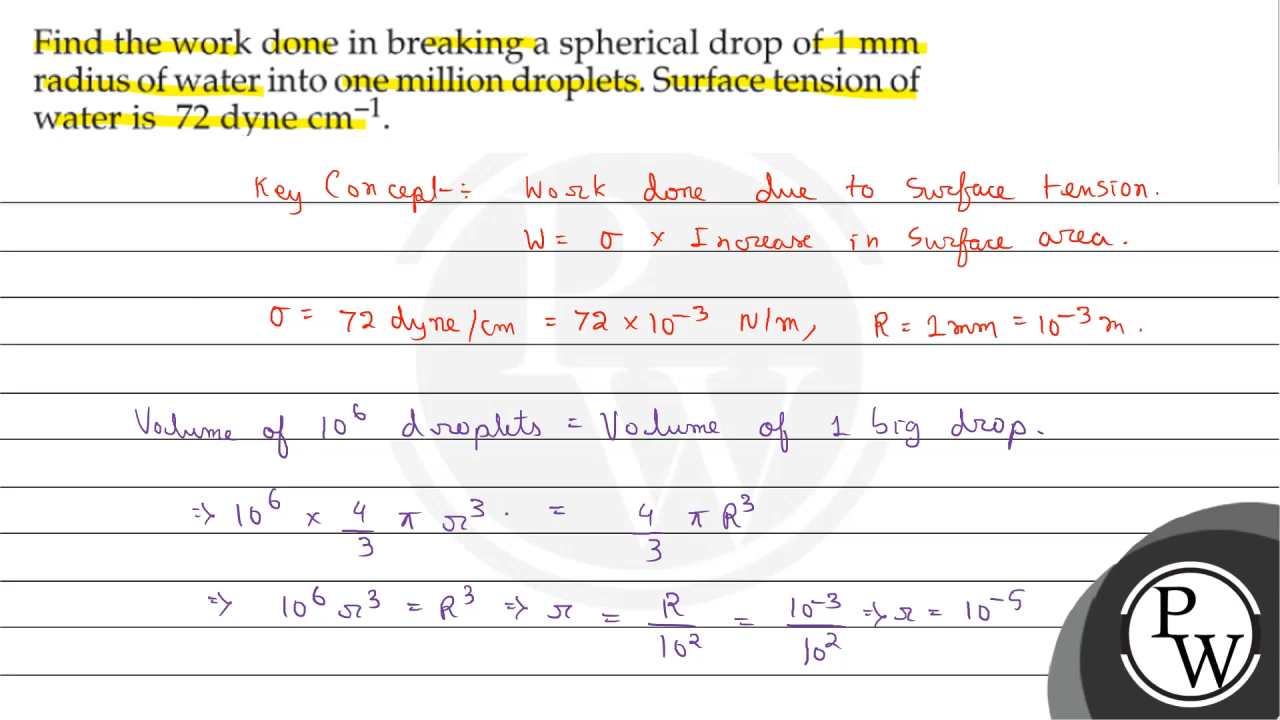 Find the work done in breaking a spherical drop of 1 mm
radius of water into one million droplets. Surface tension of
water is 72 dyne cm⁻¹.
Key Concept:- Work done due to surface tension.
W = σ × Increase in surface area.
σ = 72 dyne/cm = 72 × 10⁻³ N/m, R = 1mm = 10⁻³ m.
Volume of 10⁶ droplets = Volume of 1 big drop.
⇒ 10⁶ × 4/3 π r³ · = 4/3 π R³
⇒ 10⁶ r³ = R³ ⇒ r = R/10² = 10⁻³/10² ⇒ r = 10⁻⁵
P
W